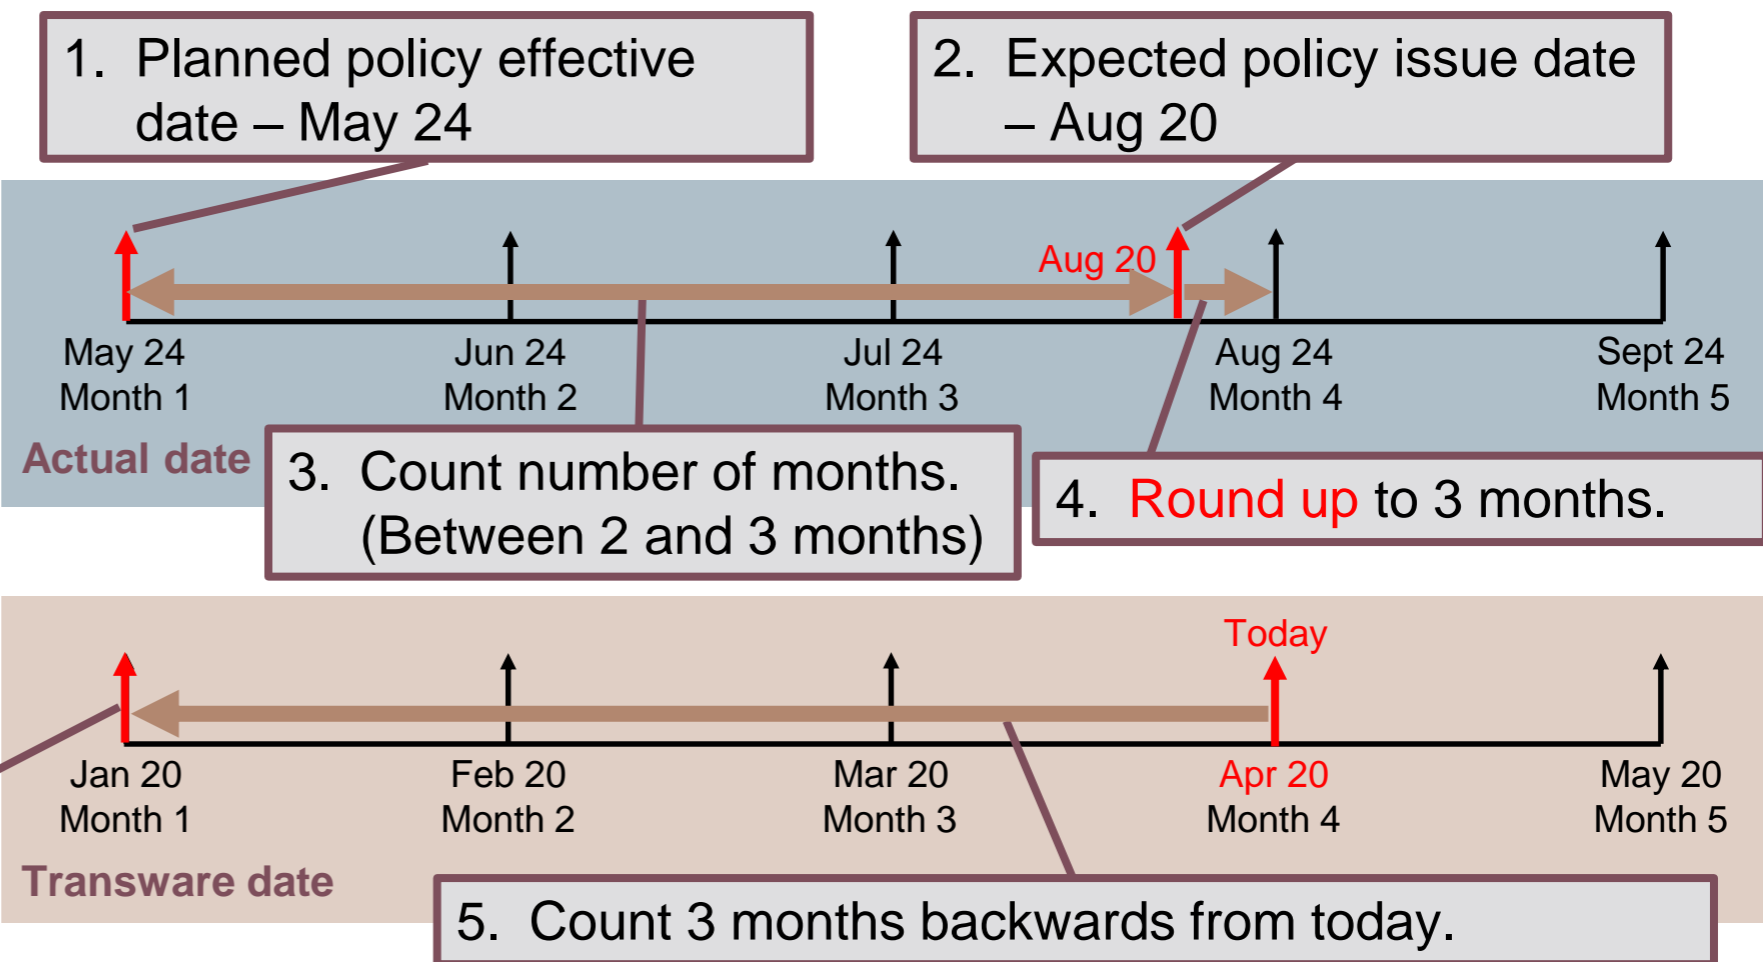 1. Planned policy effective
date – May 24
2. Expected policy issue date
– Aug 20
Aug 20
May 24
Month 1
Jun 24
Month 2
Jul 24
Month 3
Aug 24
Month 4
Sept 24
Month 5
Actual date
3. Count number of months.
(Between 2 and 3 months)
4. Round up to 3 months.
Today
Jan 20
Month 1
Feb 20
Month 2
Mar 20
Month 3
Apr 20
Month 4
May 20
Month 5
Transware date
5. Count 3 months backwards from today.